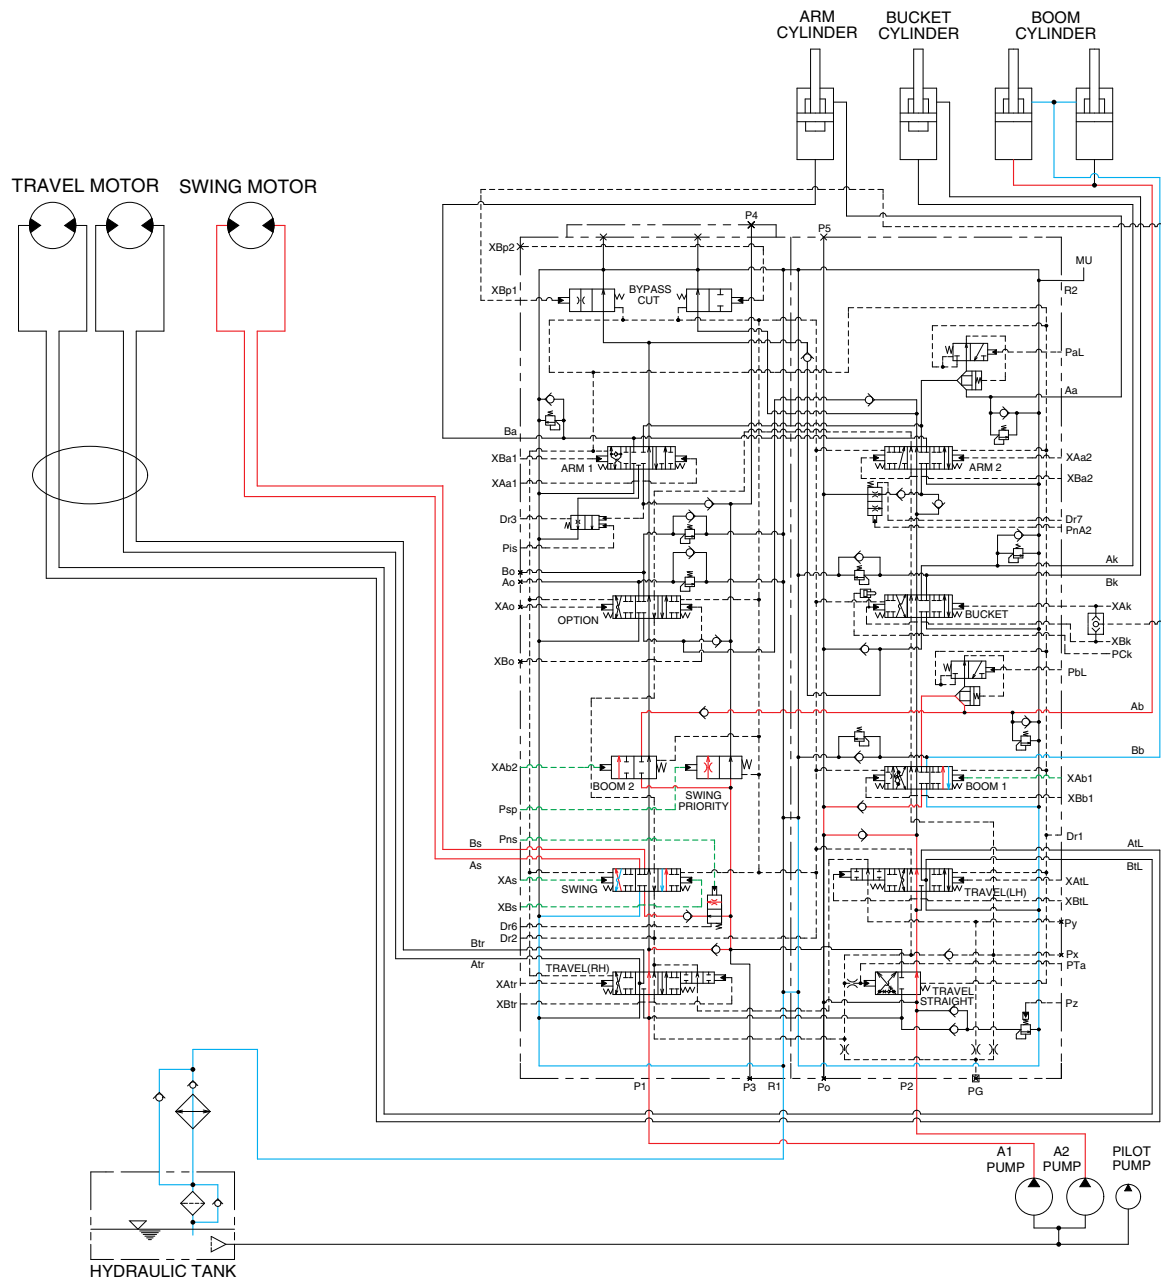 ARM
CYLINDER
BUCKET
CYLINDER
BOOM
CYLINDER
TRAVEL MOTOR
SWING MOTOR
P4
P5
XBp2
MU
XBp1
BYPASS
CUT
R2
PaL
Aa
Ba
XBa1
ARM 1
ARM 2
XAa2
XAa1
XBa2
Dr3
Dr7
PnA2
Pis
Ak
Bo
Ao
Bk
XAo
OPTION
BUCKET
XAk
XBk
PCk
XBo
PbL
Ab
Bb
XAb2
XAb1
BOOM 2
SWING
PRIORITY
BOOM 1
XBb1
Psp
Pns
Dr1
Bs
AtL
As
BtL
XAs
SWING
TRAVEL(LH)
XAtL
XBs
XBtL
Dr6
Py
Dr2
Btr
Px
Atr
TRAVEL(RH)
PTa
XAtr
TRAVEL
STRAIGHT
XBtr
Pz
P1
P3
R1
Po
P2
PG
A1
PUMP
A2
PUMP
PILOT
PUMP
HYDRAULIC TANK